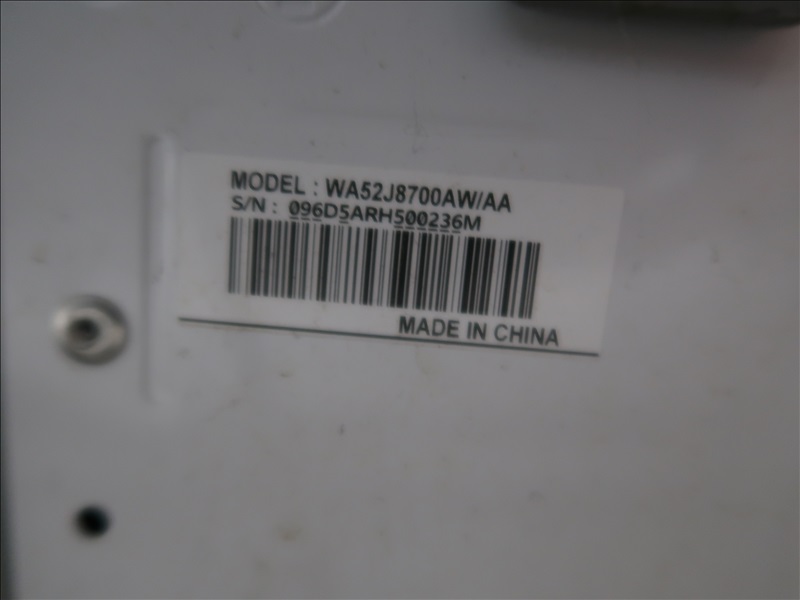 MODEL : WA52J8700AW/AA
S/N : 096D5ARH500236M
MADE IN CHINA